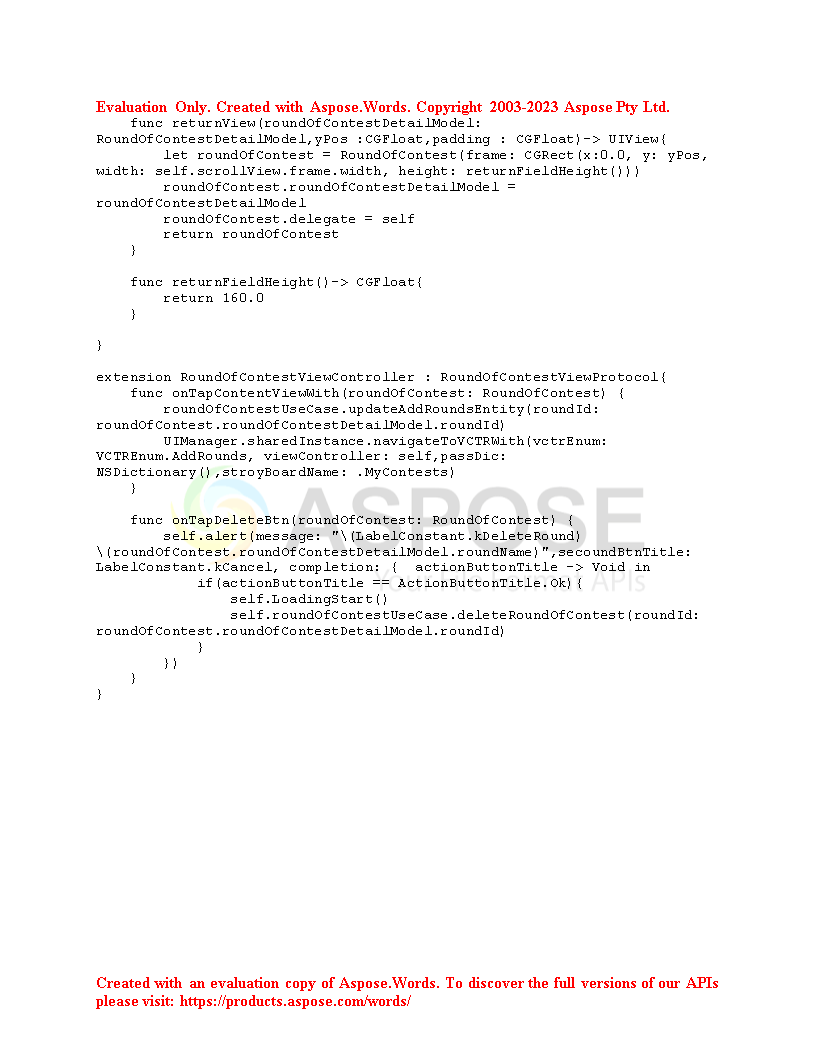 Evaluation Only. Created with Aspose.Words. Copyright 2003-2023 Aspose Pty Ltd.
    func returnView(roundOfContestDetailModel:
RoundOfContestDetailModel,yPos :CGFloat,padding : CGFloat)-> UIView{
        let roundOfContest = RoundOfContest(frame: CGRect(x:0.0, y: yPos,
width: self.scrollView.frame.width, height: returnFieldHeight()))
        roundOfContest.roundOfContestDetailModel =
roundOfContestDetailModel
        roundOfContest.delegate = self
        return roundOfContest
    }

    func returnFieldHeight()-> CGFloat{
        return 160.0
    }

}

extension RoundOfContestViewController : RoundOfContestViewProtocol{
    func onTapContentViewWith(roundOfContest: RoundOfContest) {
        roundOfContestUseCase.updateAddRoundsEntity(roundId:
roundOfContest.roundOfContestDetailModel.roundId)
        UIManager.sharedInstance.navigateToVCTRWith(vctrEnum:
VCTREnum.AddRounds, viewController: self,passDic:
NSDictionary(),stroyBoardName: .MyContests)
    }

ASPOSE
    func onTapDeleteBtn(roundOfContest: RoundOfContest) {
        self.alert(message: "\(LabelConstant.kDeleteRound)
\(roundOfContest.roundOfContestDetailModel.roundName)",secoundBtnTitle:
LabelConstant.kCancel, completion: {  actionButtonTitle -> Void in
            if(actionButtonTitle == ActionButtonTitle.Ok){
APIs
                self.LoadingStart()
                self.roundOfContestUseCase.deleteRoundOfContest(roundId:
roundOfContest.roundOfContestDetailModel.roundId)
            }
        })
    }
}
Created with an evaluation copy of Aspose.Words. To discover the full versions of our APIs
please visit: https://products.aspose.com/words/